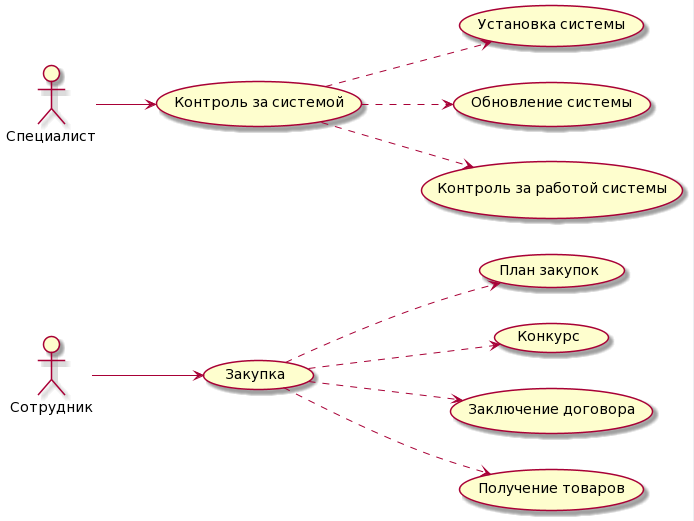 Установка системы
Специалист
Контроль за системой
Обновление системы
Контроль за работой системы
План закупок
Конкурс
Сотрудник
Закупка
Заключение договора
Получение товаров